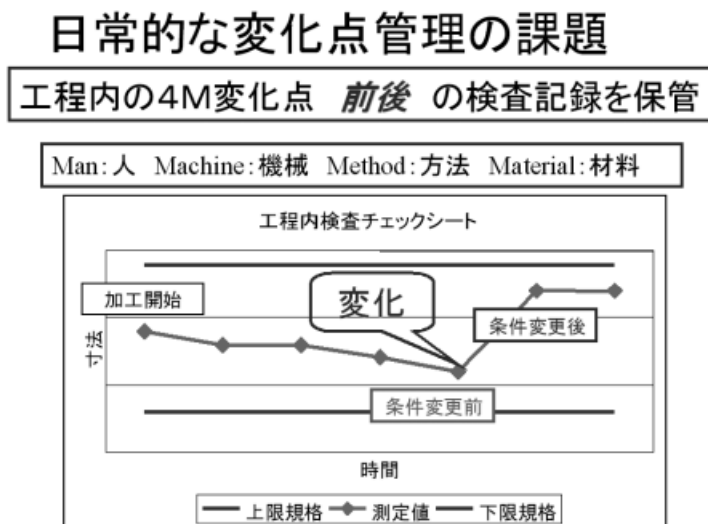 日常的な変化点管理の課題
工程内の4M変化点 前後 の検査記録を保管
Man:人 Machine:機械 Method:方法 Material:材料
工程内検査チェックシート
加工開始
変化
条件変更後
寸法
条件変更前
時間
上限規格 測定値 下限規格